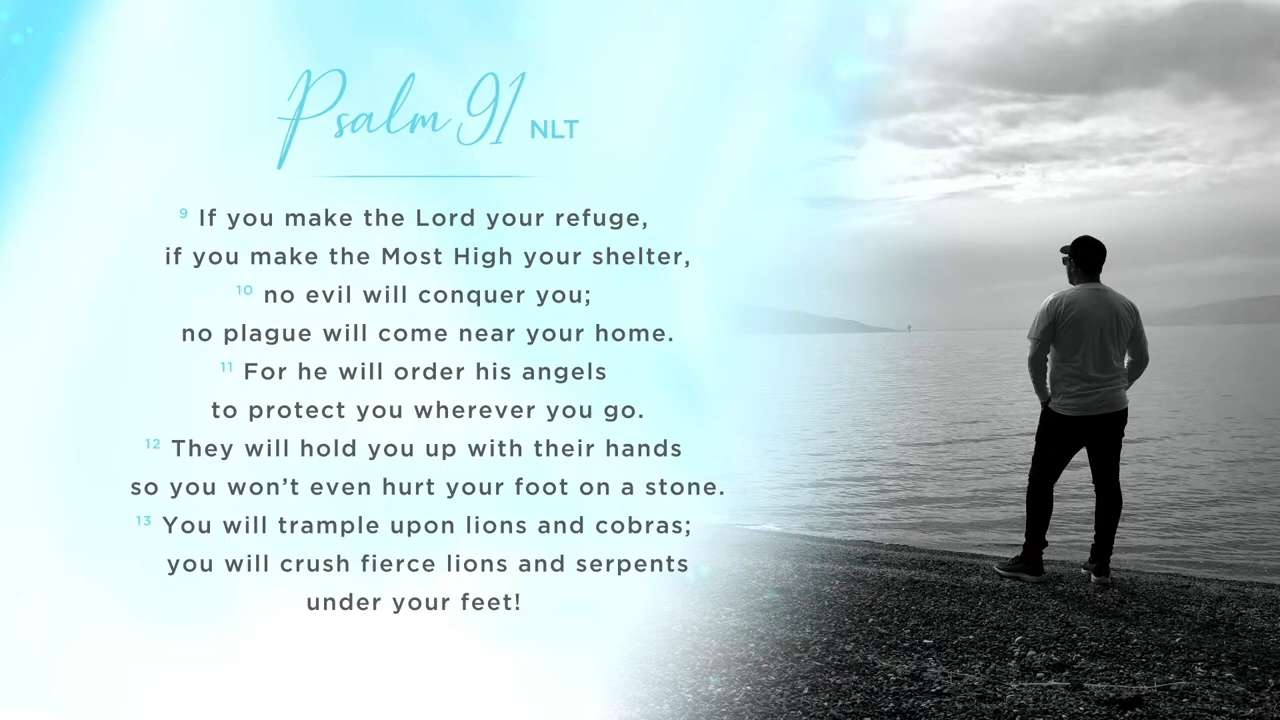 Psalm 91 NLT
9 If you make the Lord your refuge,
if you make the Most High your shelter,
10 no evil will conquer you;
no plague will come near your home.
11 For he will order his angels
to protect you wherever you go.
12 They will hold you up with their hands
so you won’t even hurt your foot on a stone.
13 You will trample upon lions and cobras;
you will crush fierce lions and serpents
under your feet!